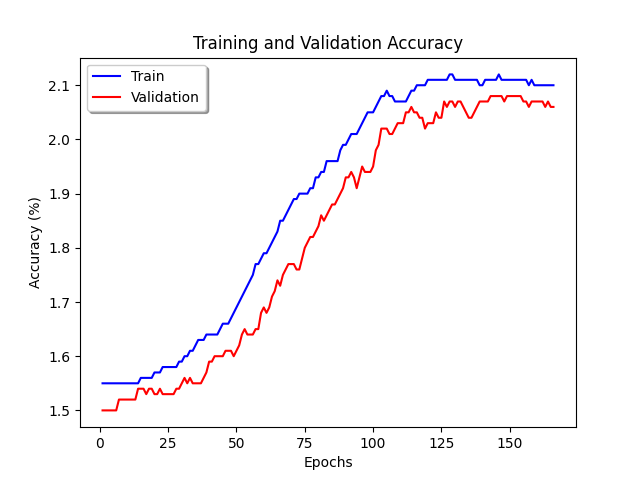 Training and Validation Accuracy
Train
Validation
Accuracy (%)
2.1
2.0
1.9
1.8
1.7
1.6
1.5
0 25 50 75 100 125 150
Epochs